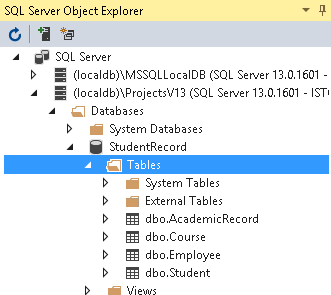 SQL Server Object Explorer
SQL Server
(localdb)\MSSQLLocalDB (SQL Server 13.0.1601 -
(localdb)\ProjectsV13 (SQL Server 13.0.1601 - IST
Databases
System Databases
StudentRecord
Tables
System Tables
External Tables
dbo.AcademicRecord
dbo.Course
dbo.Employee
dbo.Student
Views